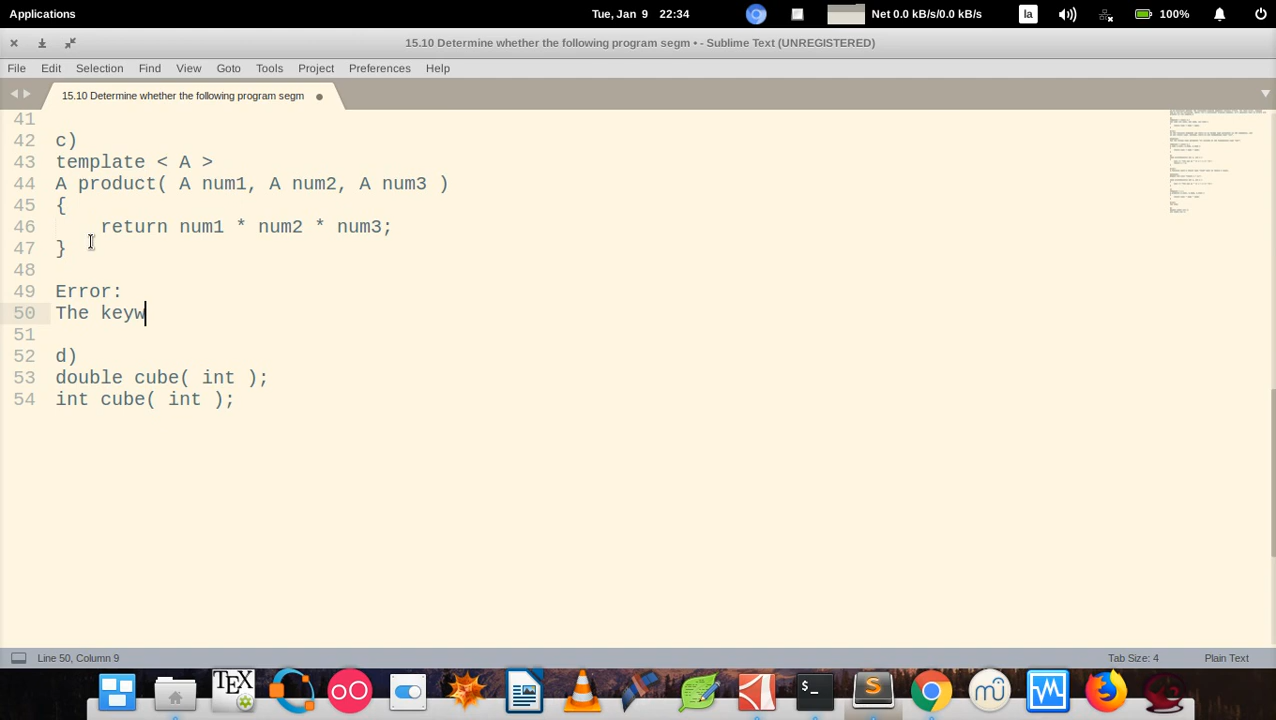 Applications
Tue, Jan 9 22:34
Net 0.0 kB/s/0.0 kB/s
la
100%
15.10 Determine whether the following program segm • - Sublime Text (UNREGISTERED)
File Edit Selection Find View Goto Tools Project Preferences Help
15.10 Determine whether the following program segm
41
42 c)
43 template < A >
44 A product( A num1, A num2, A num3 )
45 {
46 return num1 * num2 * num3;
47 }
48
49 Error:
50 The keyw
51
52 d)
53 double cube( int );
54 int cube( int );
Line 50, Column 9
Tab Size: 4
Plain Text
TEX